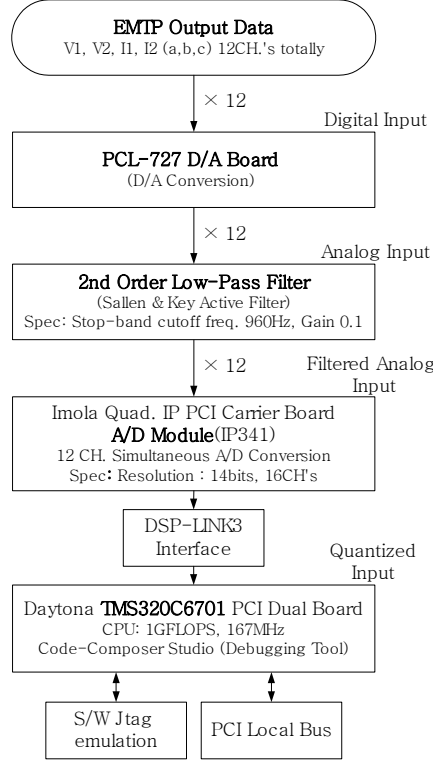 EMTP Output Data
V1, V2, I1, I2 (a,b,c) 12CH.'s totally
× 12
Digital Input
PCL-727 D/A Board
(D/A Conversion)
× 12
Analog Input
2nd Order Low-Pass Filter
(Sallen & Key Active Filter)
Spec: Stop-band cutoff freq. 960Hz, Gain 0.1
× 12
Filtered Analog
Input
Imola Quad. IP PCI Carrier Board
A/D Module(IP341)
12 CH. Simultaneous A/D Conversion
Spec: Resolution : 14bits, 16CH's
DSP-LINK3
Interface
Quantized
Input
Daytona TMS320C6701 PCI Dual Board
CPU: 1GFLOPS, 167MHz
Code-Composer Studio (Debugging Tool)
S/W Jtag
emulation
PCI Local Bus